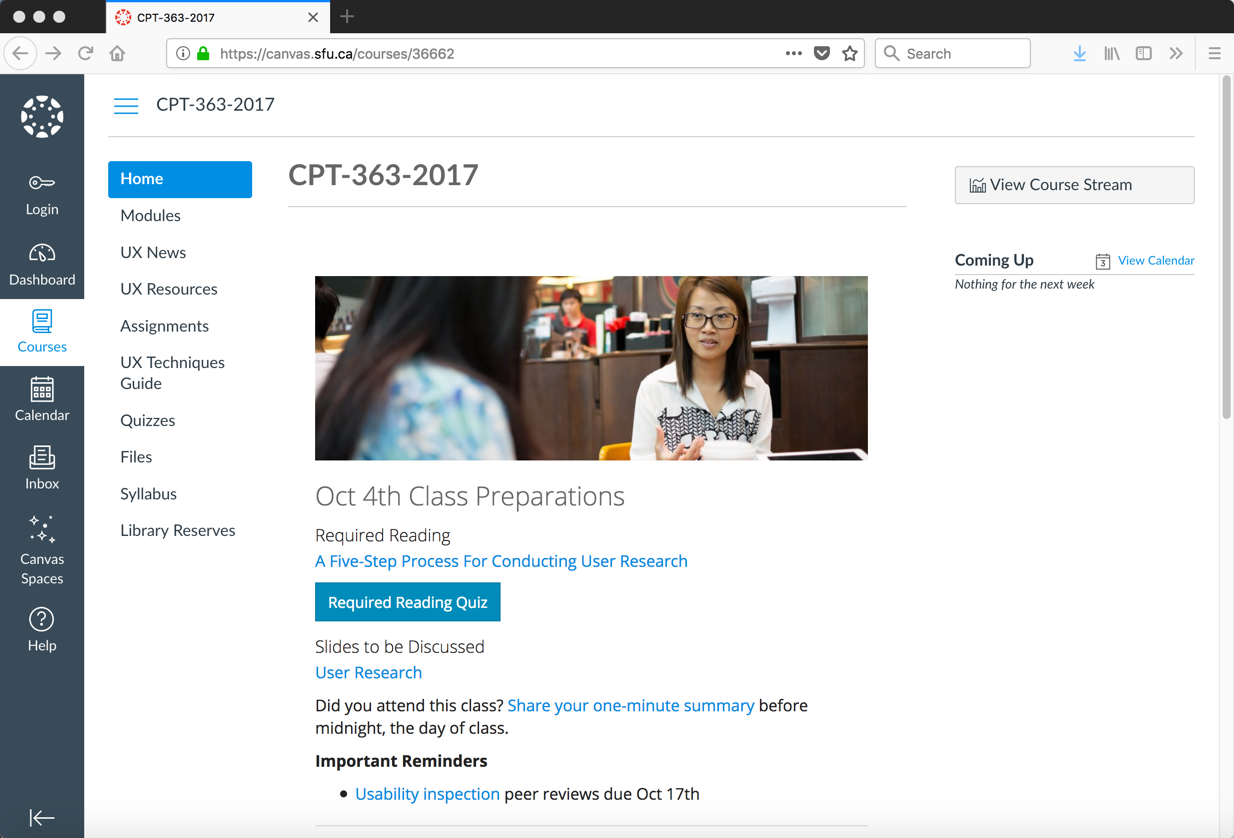 CPT-363-2017
https://canvas.sfu.ca/courses/36662
Search
Login
Dashboard
Courses
Calendar
Inbox
Canvas
Spaces
Help
CPT-363-2017
Home
Modules
UX News
UX Resources
Assignments
UX Techniques
Guide
Quizzes
Files
Syllabus
Library Reserves
CPT-363-2017
Oct 4th Class Preparations
Required Reading
A Five-Step Process For Conducting User Research
Required Reading Quiz
Slides to be Discussed
User Research
Did you attend this class? Share your one-minute summary before
midnight, the day of class.
Important Reminders
• Usability inspection peer reviews due Oct 17th
View Course Stream
Coming Up
3 View Calendar
Nothing for the next week